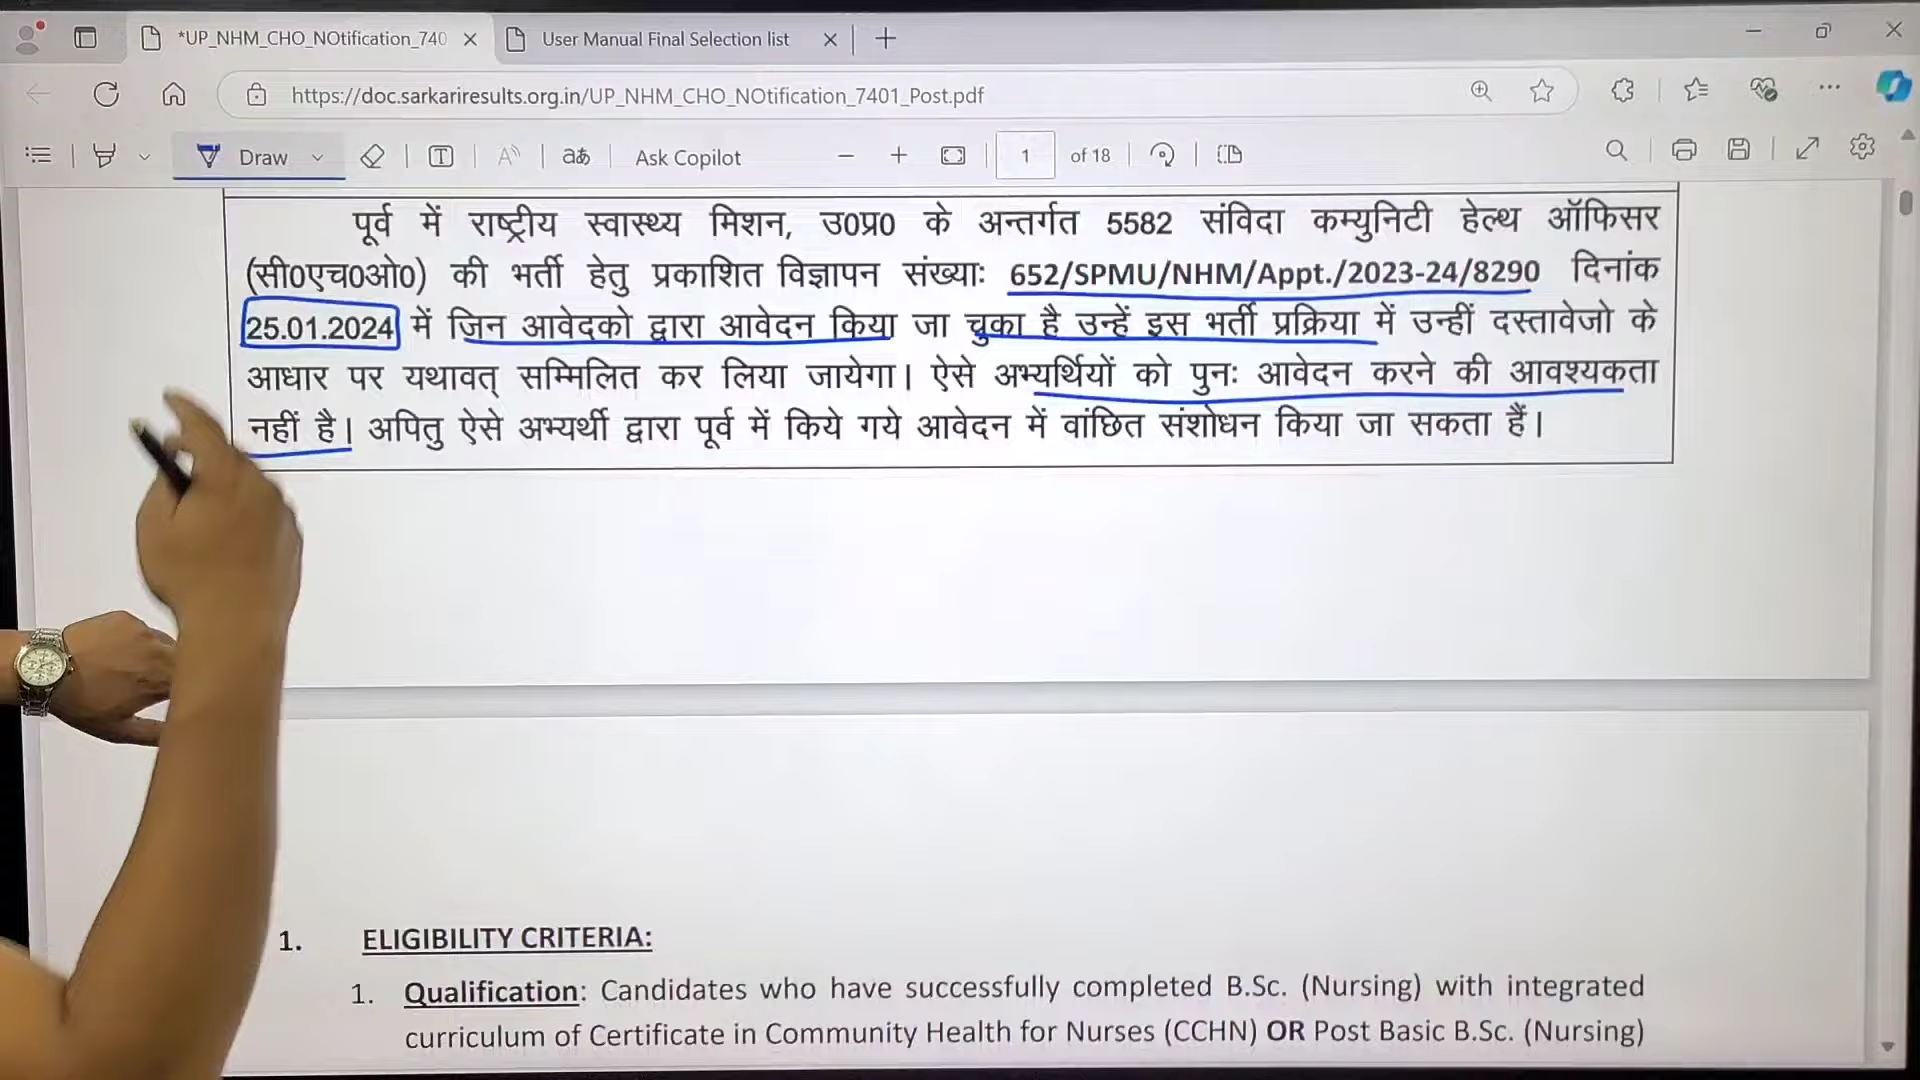 *UP_NHM_CHO_NOtification_740
User Manual Final Selection list
https://doc.sarkariresults.org.in/UP_NHM_CHO_NOtification_7401_Post.pdf
Draw
aあ
Ask Copilot
1
of 18
पूर्व में राष्ट्रीय स्वास्थ्य मिशन, उ0प्र0 के अन्तर्गत 5582 संविदा कम्युनिटी हेल्थ ऑफिसर
(सी0एच0ओ0) की भर्ती हेतु प्रकाशित विज्ञापन संख्याः 652/SPMU/NHM/Appt./2023-24/8290 दिनांक
25.01.2024 में जिन आवेदको द्वारा आवेदन किया जा चुका है उन्हें इस भर्ती प्रक्रिया में उन्हीं दस्तावेजो के
आधार पर यथावत् सम्मिलित कर लिया जायेगा। ऐसे अभ्यर्थियों को पुनः आवेदन करने की आवश्यकता
नहीं है। अपितु ऐसे अभ्यर्थी द्वारा पूर्व में किये गये आवेदन में वांछित संशोधन किया जा सकता हैं।
1. ELIGIBILITY CRITERIA:
1. Qualification: Candidates who have successfully completed B.Sc. (Nursing) with integrated
curriculum of Certificate in Community Health for Nurses (CCHN) OR Post Basic B.Sc. (Nursing)